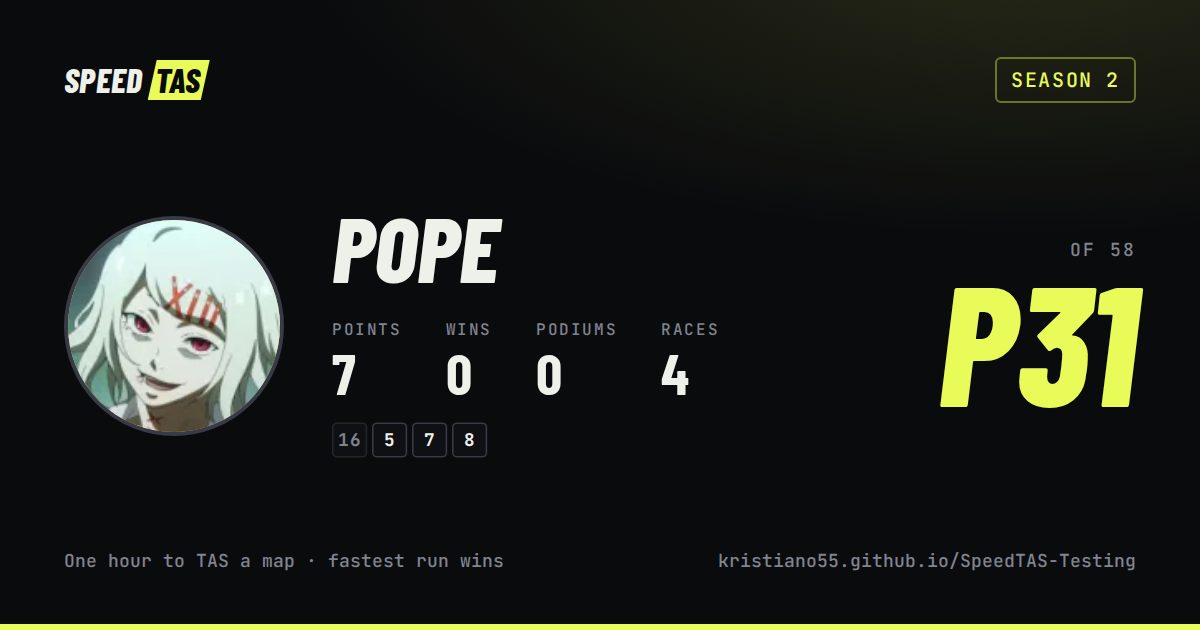 SPEED TAS
SEASON 2
XIII
POPE
POINTS WINS PODIUMS RACES
7 0 0 4
16 5 7 8
OF 58
P31
One hour to TAS a map · fastest run wins
kristiano55.github.io/SpeedTAS-Testing